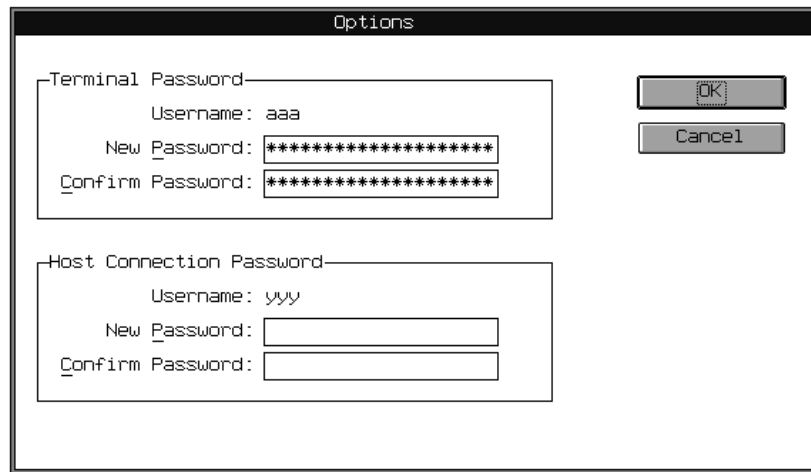 Options
Terminal Password
Username: aaa
New Password: ********************
Confirm Password: ********************
OK
Cancel
Host Connection Password
Username: yyy
New Password:
Confirm Password: